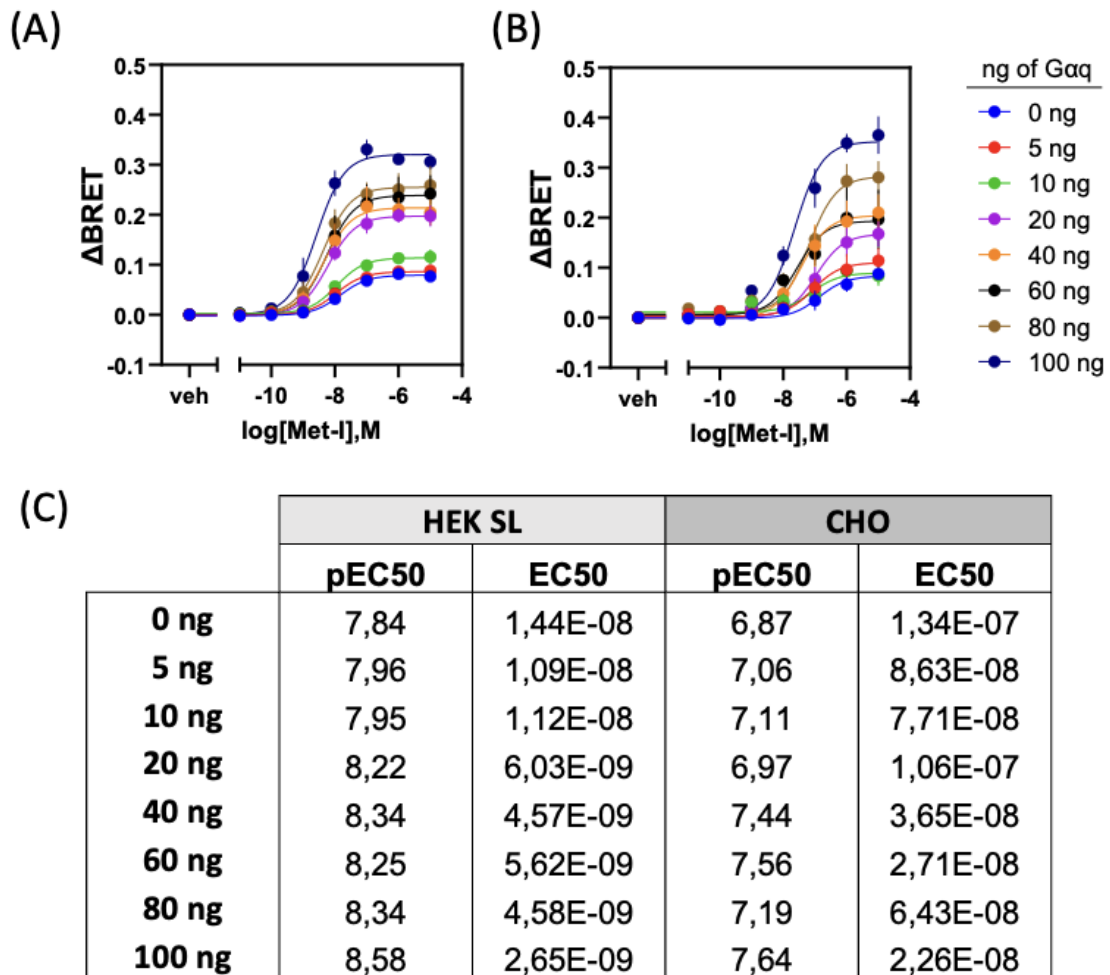 (A)
0.5
0.4
0.3
0.2
0.1
0.0
-0.1
ΔBRET
veh -10 -8 -6 -4
log[Met-I],M
(B)
0.5
0.4
0.3
0.2
0.1
0.0
-0.1
ΔBRET
veh -10 -8 -6 -4
log[Met-I],M
ng of Gαq
0 ng
5 ng
10 ng
20 ng
40 ng
60 ng
80 ng
100 ng
(C)
HEK SL CHO
pEC50 EC50 pEC50 EC50
0 ng 7,84 1,44E-08 6,87 1,34E-07
5 ng 7,96 1,09E-08 7,06 8,63E-08
10 ng 7,95 1,12E-08 7,11 7,71E-08
20 ng 8,22 6,03E-09 6,97 1,06E-07
40 ng 8,34 4,57E-09 7,44 3,65E-08
60 ng 8,25 5,62E-09 7,56 2,71E-08
80 ng 8,34 4,58E-09 7,19 6,43E-08
100 ng 8,58 2,65E-09 7,64 2,26E-08